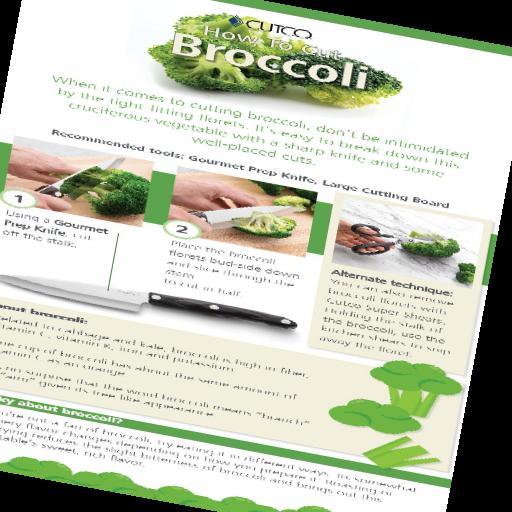 CUTCO
How To Cut
Broccoli
When it comes to cutting broccoli, don't be intimidated
by the tight fitting florets. It's easy to break down this
cruciferous vegetable with a sharp knife and some
well-placed cuts.
Recommended Tools: Gourmet Prep Knife, Large Cutting Board
1
Using a Gourmet
Prep Knife, cut
off the stalk.
2
Place the broccoli
florets bud-side down
and slice through the
stem
to cut in half.
Alternate technique:
You can also remove
broccoli florets with
Cutco Super Shears.
Holding the stalk of
the broccoli, use the
kitchen shears to snip
away the floret.
about broccoli:
related to cabbage and kale, broccoli is high in fiber,
vitamin C, vitamin K, iron and potassium
cup of broccoli has about the same amount of
vitamin C as an orange
surprise that the word broccoli means "branch"
given its tree like appearance
about broccoli?
you're not a fan of broccoli, try eating it in different ways. Its somewhat
flavor changes depending on how you prepare it. Roasting or
reduces the slight bitterness of broccoli and brings out this
sweet, rich flavor.